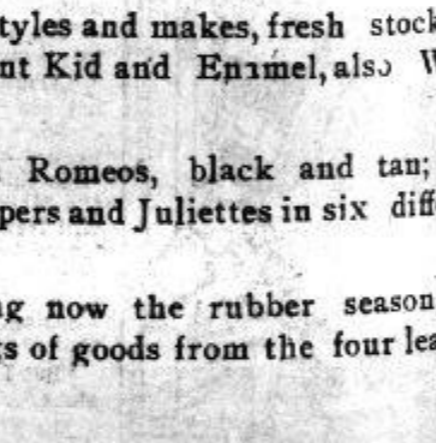 tyles and makes, fresh stock
nt Kid and Enamel, also W
Romeos, black and tan;
pers and Juliettes in six diff
ng now the rubber season
s of goods from the four lea